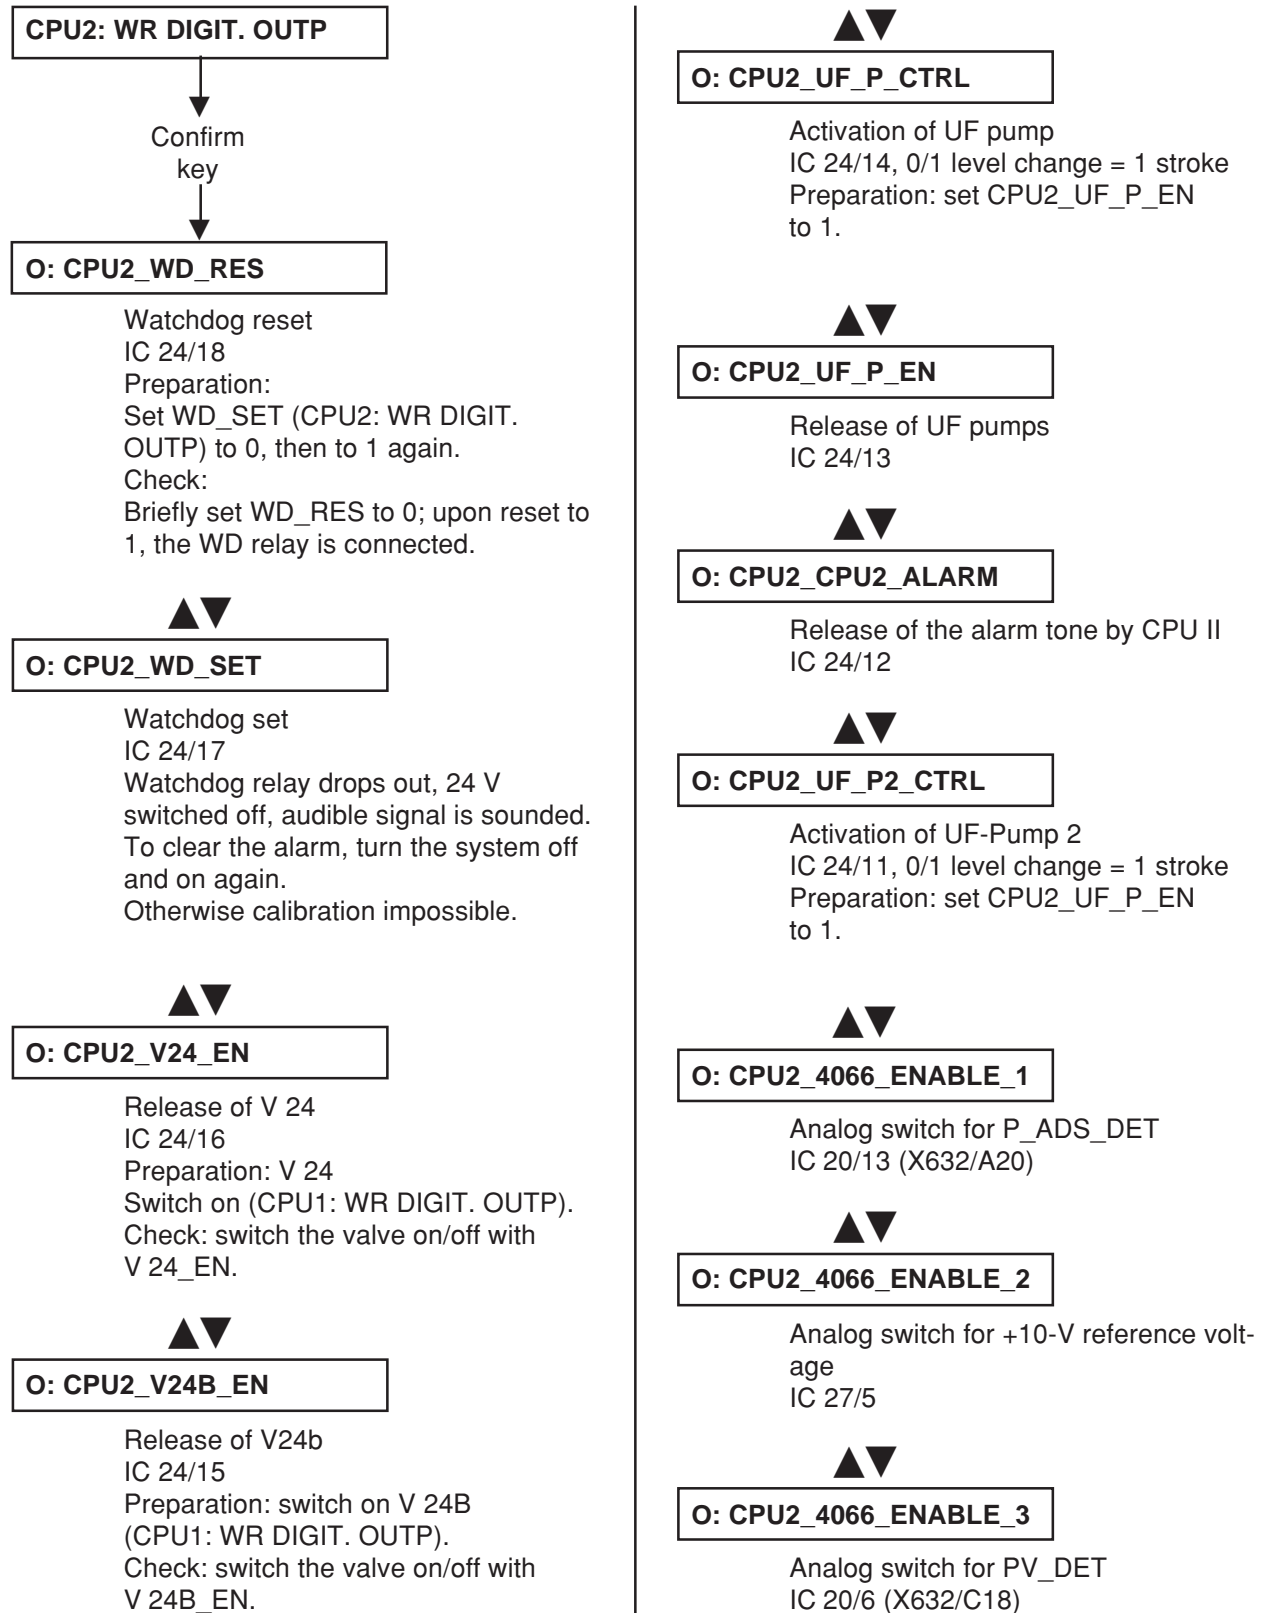 CPU2: WR DIGIT. OUTP
Confirm
key
O: CPU2_WD_RES
Watchdog reset
IC 24/18
Preparation:
Set WD_SET (CPU2: WR DIGIT.
OUTP) to 0, then to 1 again.
Check:
Briefly set WD_RES to 0; upon reset to
1, the WD relay is connected.
O: CPU2_WD_SET
Watchdog set
IC 24/17
Watchdog relay drops out, 24 V
switched off, audible signal is sounded.
To clear the alarm, turn the system off
and on again.
Otherwise calibration impossible.
O: CPU2_V24_EN
Release of V 24
IC 24/16
Preparation: V 24
Switch on (CPU1: WR DIGIT. OUTP).
Check: switch the valve on/off with
V 24_EN.
O: CPU2_V24B_EN
Release of V24b
IC 24/15
Preparation: switch on V 24B
(CPU1: WR DIGIT. OUTP).
Check: switch the valve on/off with
V 24B_EN.
O: CPU2_UF_P_CTRL
Activation of UF pump
IC 24/14, 0/1 level change = 1 stroke
Preparation: set CPU2_UF_P_EN
to 1.
O: CPU2_UF_P_EN
Release of UF pumps
IC 24/13
O: CPU2_CPU2_ALARM
Release of the alarm tone by CPU II
IC 24/12
O: CPU2_UF_P2_CTRL
Activation of UF-Pump 2
IC 24/11, 0/1 level change = 1 stroke
Preparation: set CPU2_UF_P_EN
to 1.
O: CPU2_4066_ENABLE_1
Analog switch for P_ADS_DET
IC 20/13 (X632/A20)
O: CPU2_4066_ENABLE_2
Analog switch for +10-V reference volt-
age
IC 27/5
O: CPU2_4066_ENABLE_3
Analog switch for PV_DET
IC 20/6 (X632/C18)